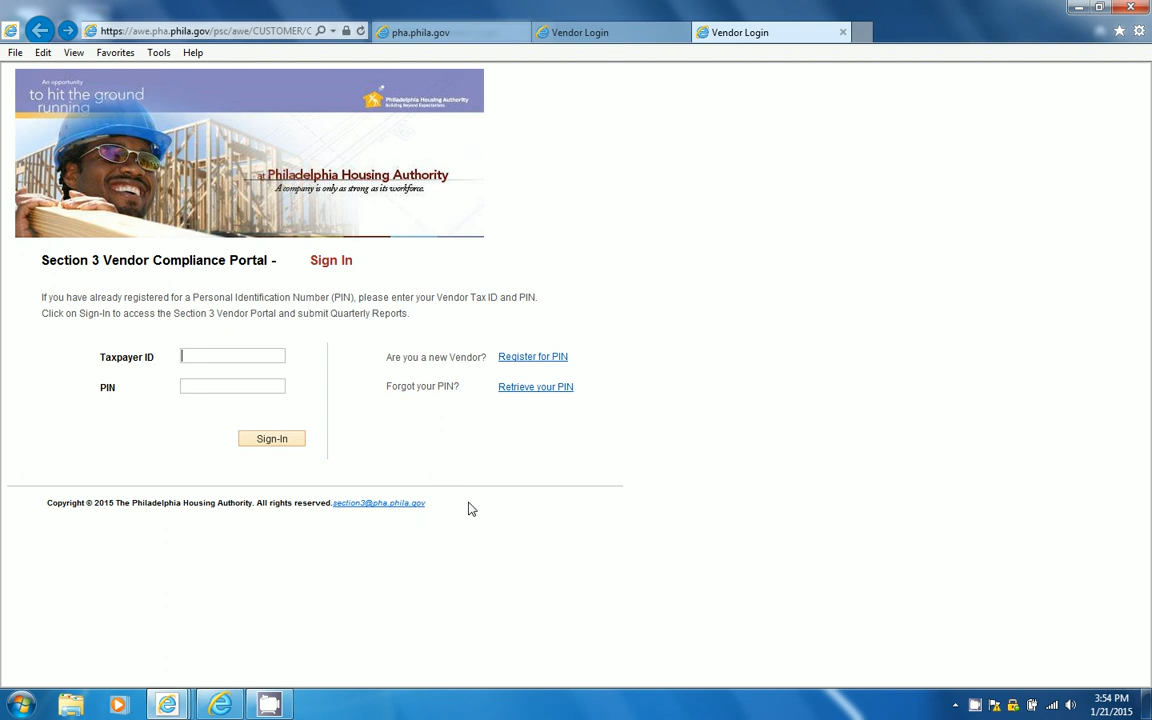 https://awe.pha.phila.gov/psc/awe/CUSTOMER/C
pha.phila.gov
Vendor Login
Vendor Login
File Edit View Favorites Tools Help
An opportunity
to hit the ground
running
Philadelphia Housing Authority
Building Beyond Expectations
at Philadelphia Housing Authority
A company is only as strong as its workforce.
Section 3 Vendor Compliance Portal - Sign In
If you have already registered for a Personal Identification Number (PIN), please enter your Vendor Tax ID and PIN.
Click on Sign-In to access the Section 3 Vendor Portal and submit Quarterly Reports.
Taxpayer ID
Are you a new Vendor? Register for PIN
PIN
Forgot your PIN? Retrieve your PIN
Sign-In
Copyright © 2015 The Philadelphia Housing Authority. All rights reserved.section3@pha.phila.gov
3:54 PM
1/21/2015